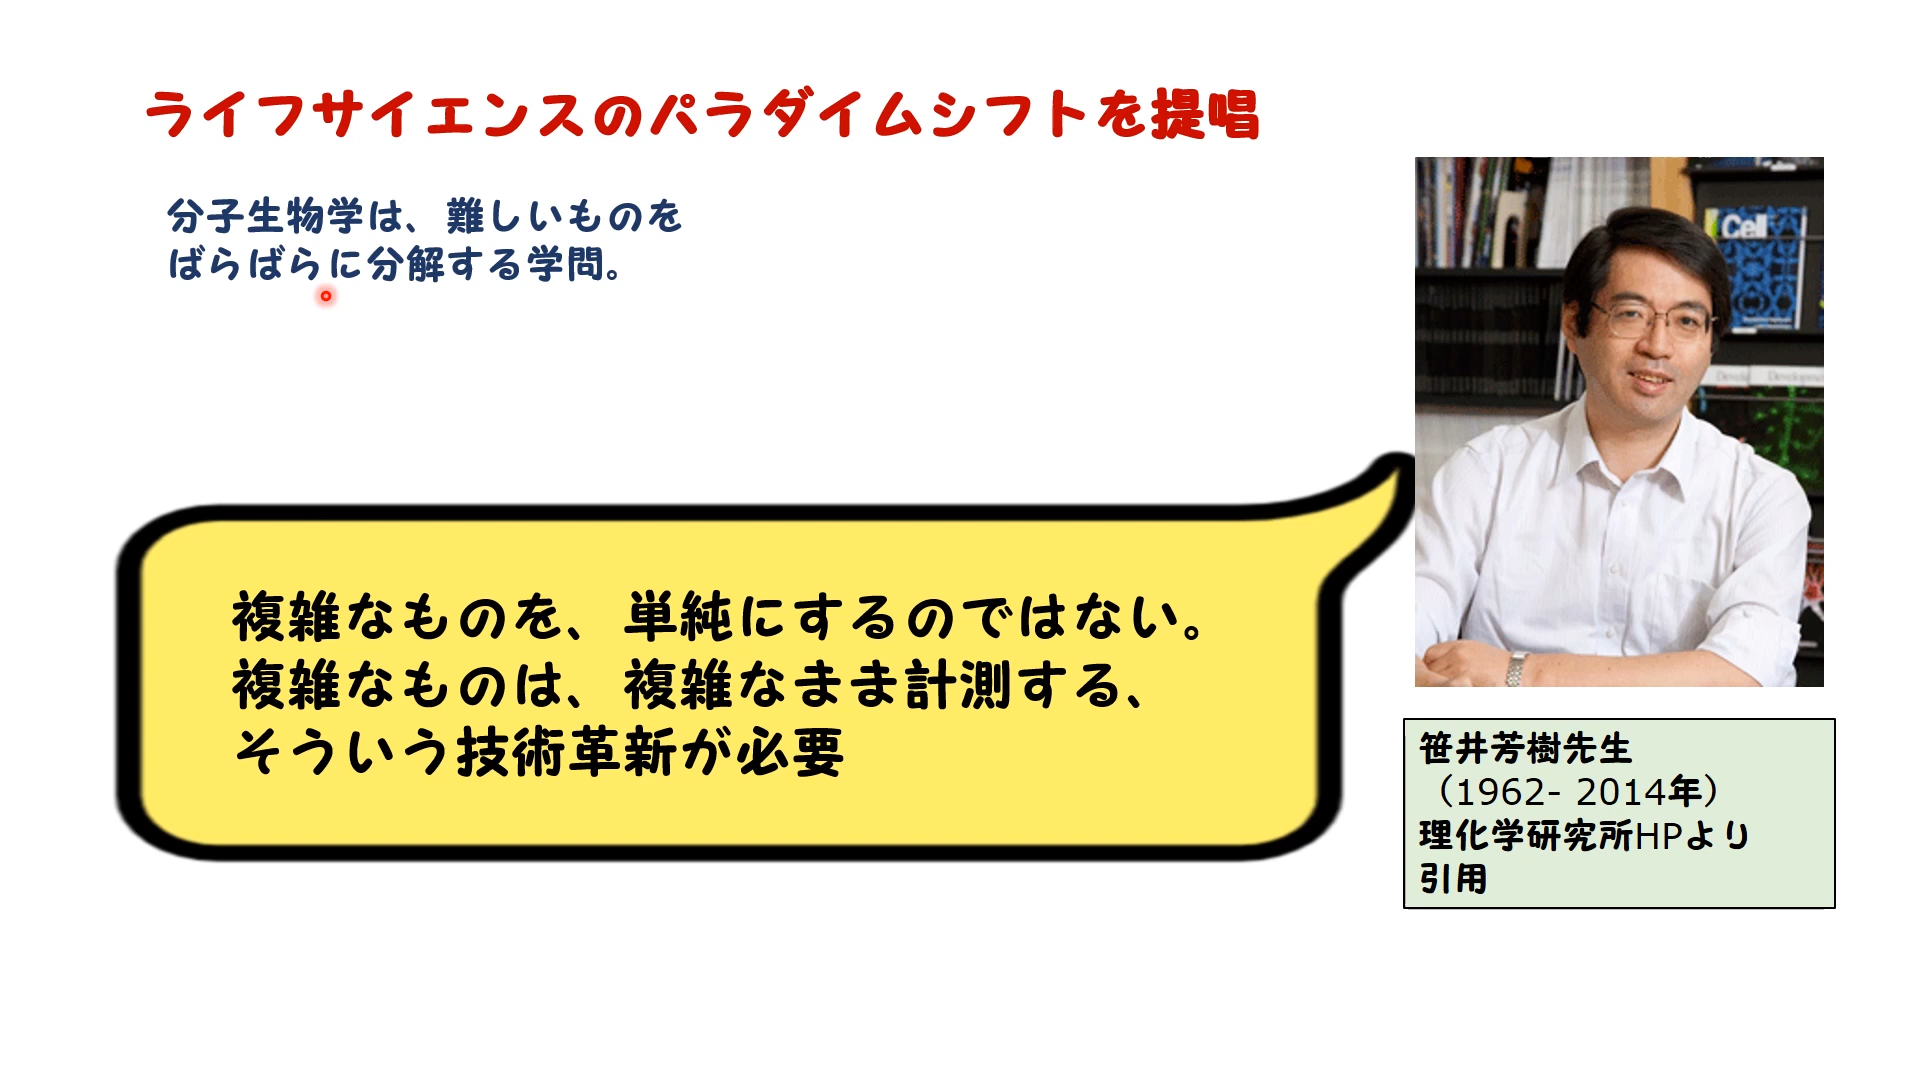 ライフサイエンスのパラダイムシフトを提唱
分子生物学は、難しいものを
ばらばらに分解する学問。
Cell
複雑なものを、単純にするのではない。
複雑なものは、複雑なまま計測する、
そういう技術革新が必要
笹井芳樹先生
（1962- 2014年）
理化学研究所HPより
引用